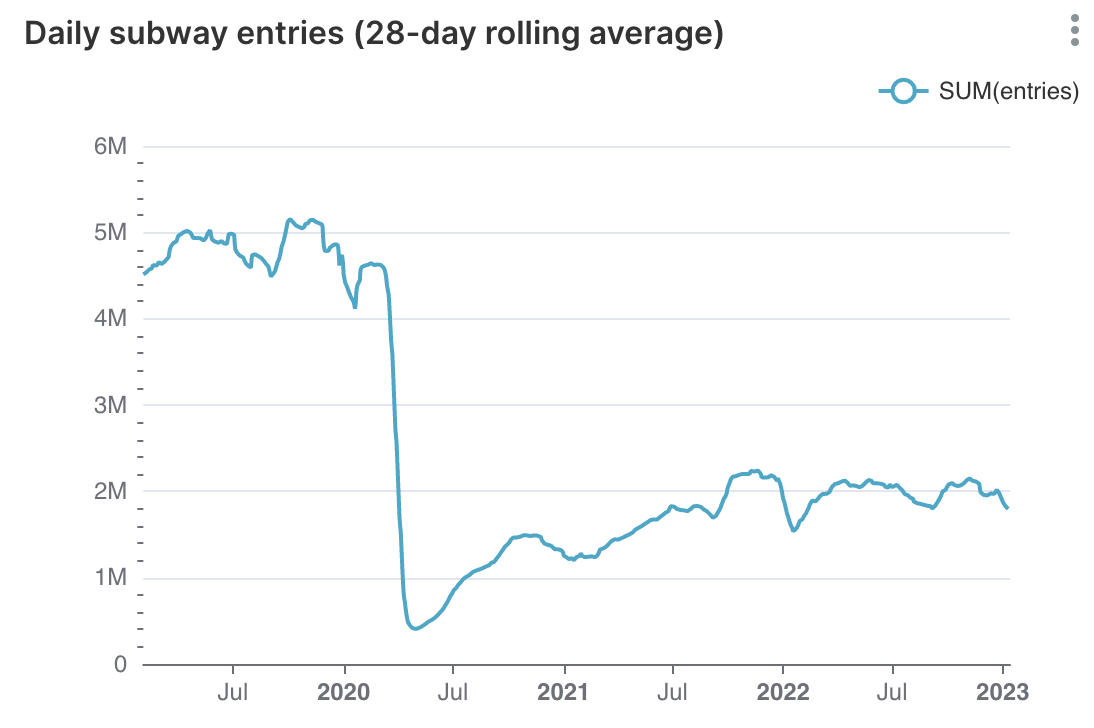 Daily subway entries (28-day rolling average)
SUM(entries)
6M
5M
4M
3M
2M
1M
0
Jul 2020 Jul 2021 Jul 2022 Jul 2023